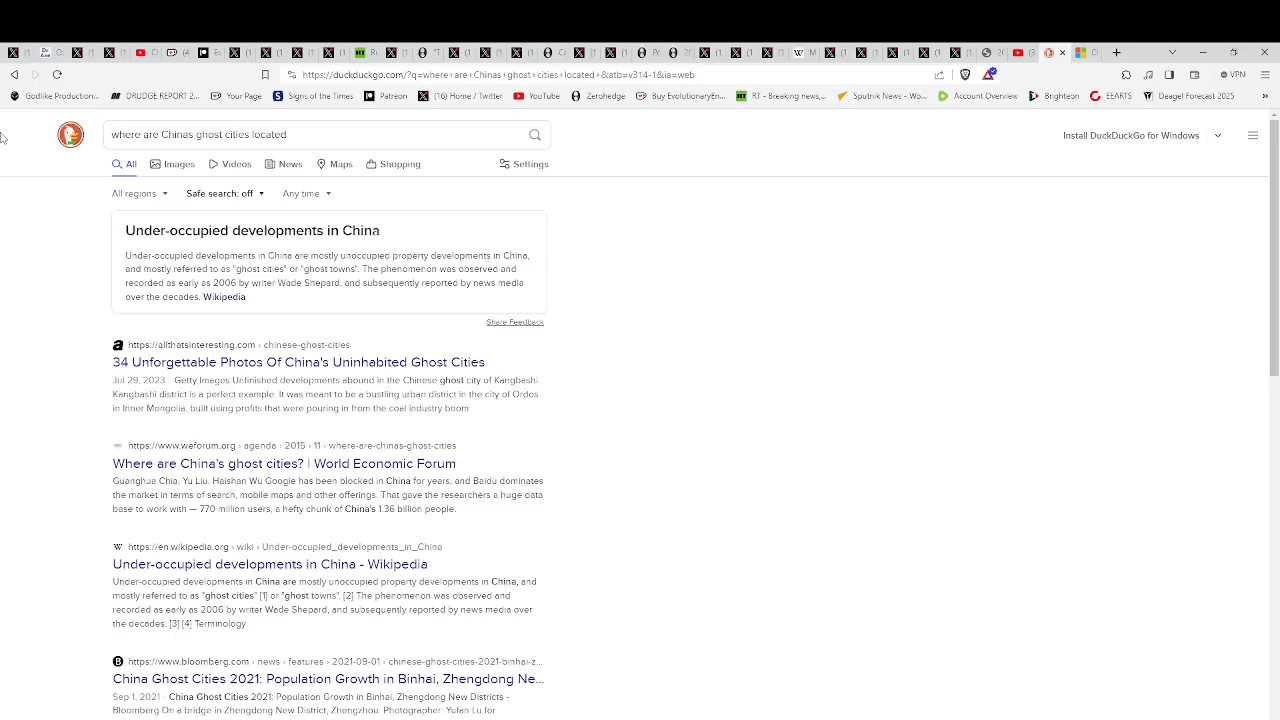 https://duckduckgo.com/?q=where+are+Chinas+ghost+cities+located+&atb=v314-1&ia=web
VPN
Godlike Production...
DRUDGE REPORT 2...
Your Page
Signs of the Times
Patreon
(16) Home / Twitter
YouTube
Zerohedge
Buy EvolutionaryEn...
RT - Breaking news,...
Sputnik News - Wo...
Account Overview
Brighteon
EEARTS
Deagel Forecast 2025
»
where are Chinas ghost cities located
Install DuckDuckGo for Windows
All
Images
Videos
News
Maps
Shopping
Settings
All regions
Safe search: off
Any time
Under-occupied developments in China
Under-occupied developments in China are mostly unoccupied property developments in China,
and mostly referred to as "ghost cities" or "ghost towns". The phenomenon was observed and
recorded as early as 2006 by writer Wade Shepard, and subsequently reported by news media
over the decades. Wikipedia
Share Feedback
https://allthatsinteresting.com › chinese-ghost-cities
34 Unforgettable Photos Of China's Uninhabited Ghost Cities
Jul 29, 2023 Getty Images Unfinished developments abound in the Chinese ghost city of Kangbashi.
Kangbashi district is a perfect example. It was meant to be a bustling urban district in the city of Ordos
in Inner Mongolia, built using profits that were pouring in from the coal industry boom.
https://www.weforum.org › agenda › 2015 › 11 › where-are-chinas-ghost-cities
Where are China's ghost cities? | World Economic Forum
Guanghua Chia, Yu Liu, Haishan Wu Google has been blocked in China for years, and Baidu dominates
the market in terms of search, mobile maps and other offerings. That gave the researchers a huge data
base to work with — 770 million users, a hefty chunk of China's 1.36 billion people.
https://en.wikipedia.org › wiki › Under-occupied_developments_in_China
Under-occupied developments in China - Wikipedia
Under-occupied developments in China are mostly unoccupied property developments in China, and
mostly referred to as "ghost cities" [1] or "ghost towns". [2] The phenomenon was observed and
recorded as early as 2006 by writer Wade Shepard, and subsequently reported by news media over
the decades. [3] [4] Terminology
https://www.bloomberg.com › news › features › 2021-09-01 › chinese-ghost-cities-2021-binhai-z...
China Ghost Cities 2021: Population Growth in Binhai, Zhengdong Ne...
Sep 1, 2021 · China Ghost Cities 2021: Population Growth in Binhai, Zhengdong New Districts -
Bloomberg On a bridge in Zhengdong New District, Zhengzhou. Photographer: Yufan Lu for